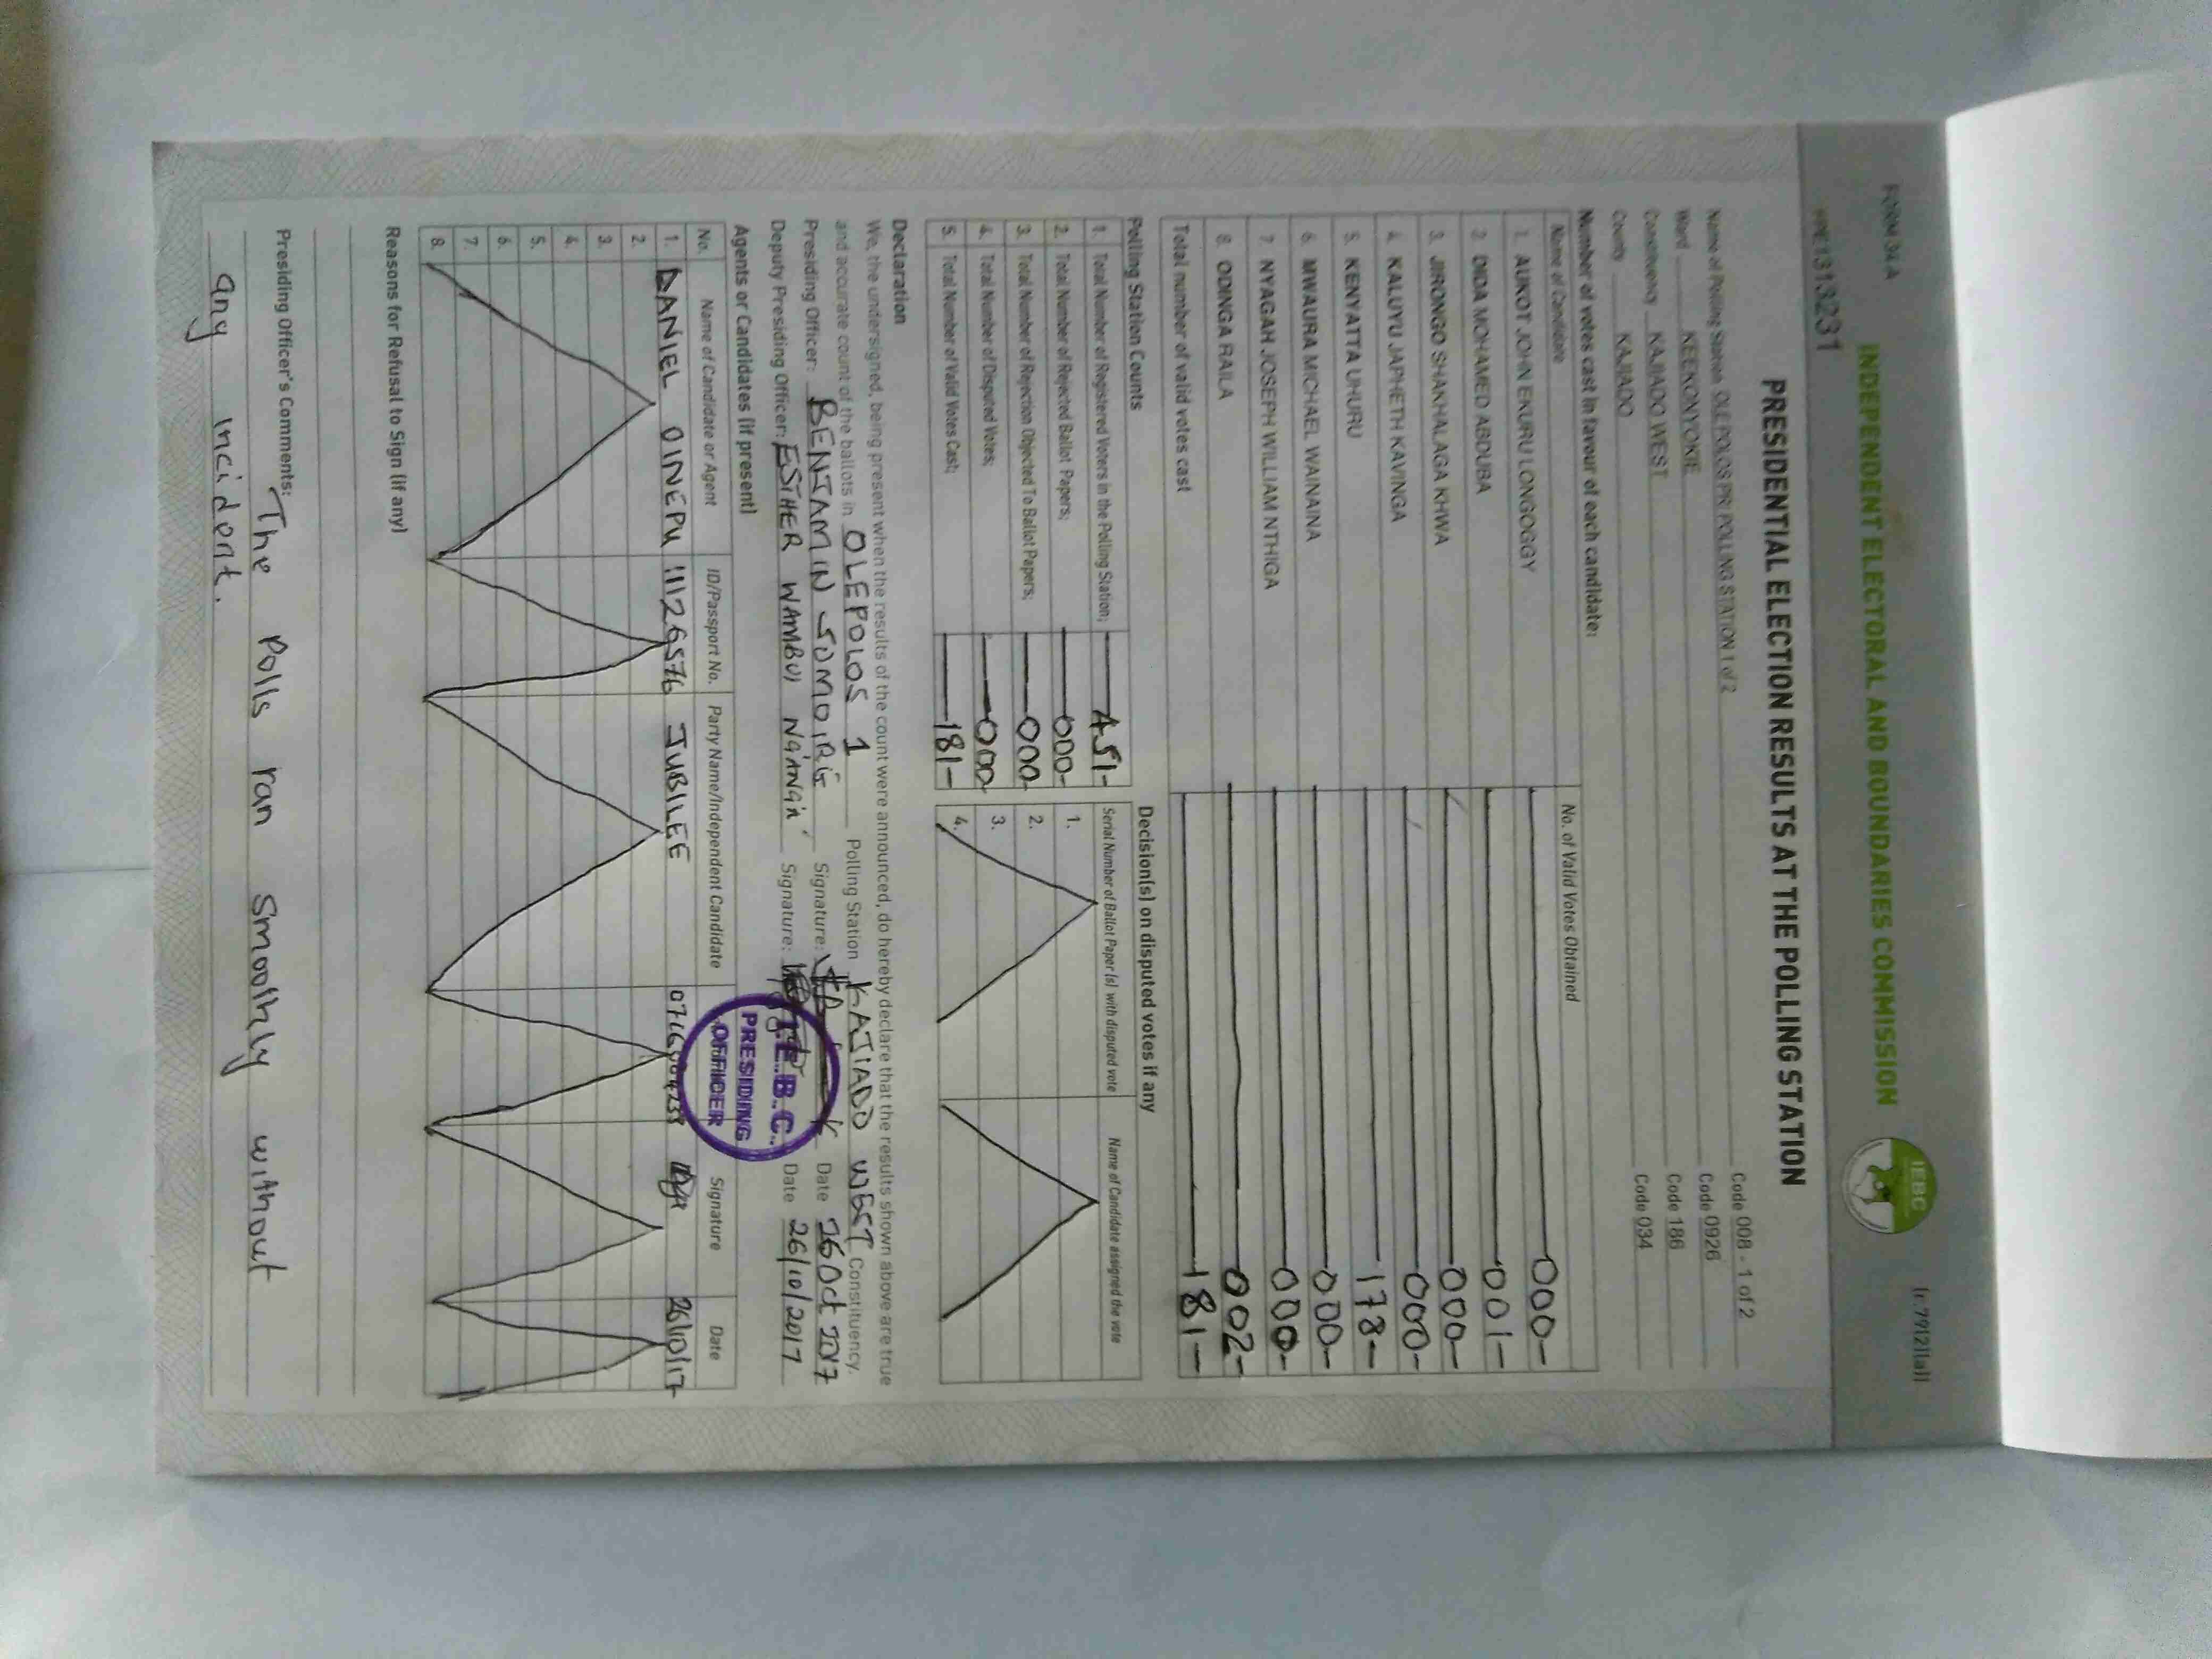 FORM 34A
(r.79(2)(a))
INDEPENDENT ELECTORAL AND BOUNDARIES COMMISSION
IEBC
1313231
PRESIDENTIAL ELECTION RESULTS AT THE POLLING STATION
Name of Polling Station OLE POLOS PR POLLING STATION 1 of 2 Code 008 - 1 of 2
Ward KEEKONYOKIE Code 0926
Constituency KAJIADO WEST Code 186
County KAJIADO Code 034
Number of votes cast in favour of each candidate:
Name of Candidate No. of Valid Votes Obtained
1. AUKOT JOHN EKURU LONGOGGY 000-
2. DIDA MOHAMED ABDUBA 001-
3. JIRONGO SHAKHALAGA KHWA 000-
4. KALUYU JAPHETH KAVINGA 000-
5. KENYATTA UHURU 178-
6. MWAURA MICHAEL WAINAINA 000-
7. NYAGAH JOSEPH WILLIAM NTHIGA 000-
8. ODINGA RAILA 002-
Total number of valid votes cast 181-
Polling Station Counts
1. Total Number of Registered Voters in the Polling Station; 451-
2. Total Number of Rejected Ballot Papers; 000-
3. Total Number of Rejection Objected To Ballot Papers; 000-
4. Total Number of Disputed Votes; 000
5. Total Number of Valid Votes Cast; 181-
Decision(s) on disputed votes if any
Serial Number of Ballot Paper (s) with disputed vote Name of Candidate assigned the vote
1.
2.
3.
4.
Declaration
We, the undersigned, being present when the results of the count were announced, do hereby declare that the results shown above are true
and accurate count of the ballots in OLEPOLOS 1 Polling Station KAJIADO WEST Constituency.
Presiding Officer: BENJAMIN SOMOIRE Signature: Date 26 Oct 2017
Deputy Presiding Officer: ESTHER WAMBUI NG'ANG'A Signature: Date 26/10/2017
I.E.B.C.
PRESIDING
OFFICER
Agents or Candidates (if present)
No. Name of Candidate or Agent ID/Passport No. Party Name/Independent Candidate Signature Date
1. DANIEL OINEPU 11126576 JUBILEE 26/10/17
2.
3.
4.
5.
6.
7.
8.
Reasons for Refusal to Sign (if any)
Presiding Officer's Comments: The Polls ran smoothly without
any incident.